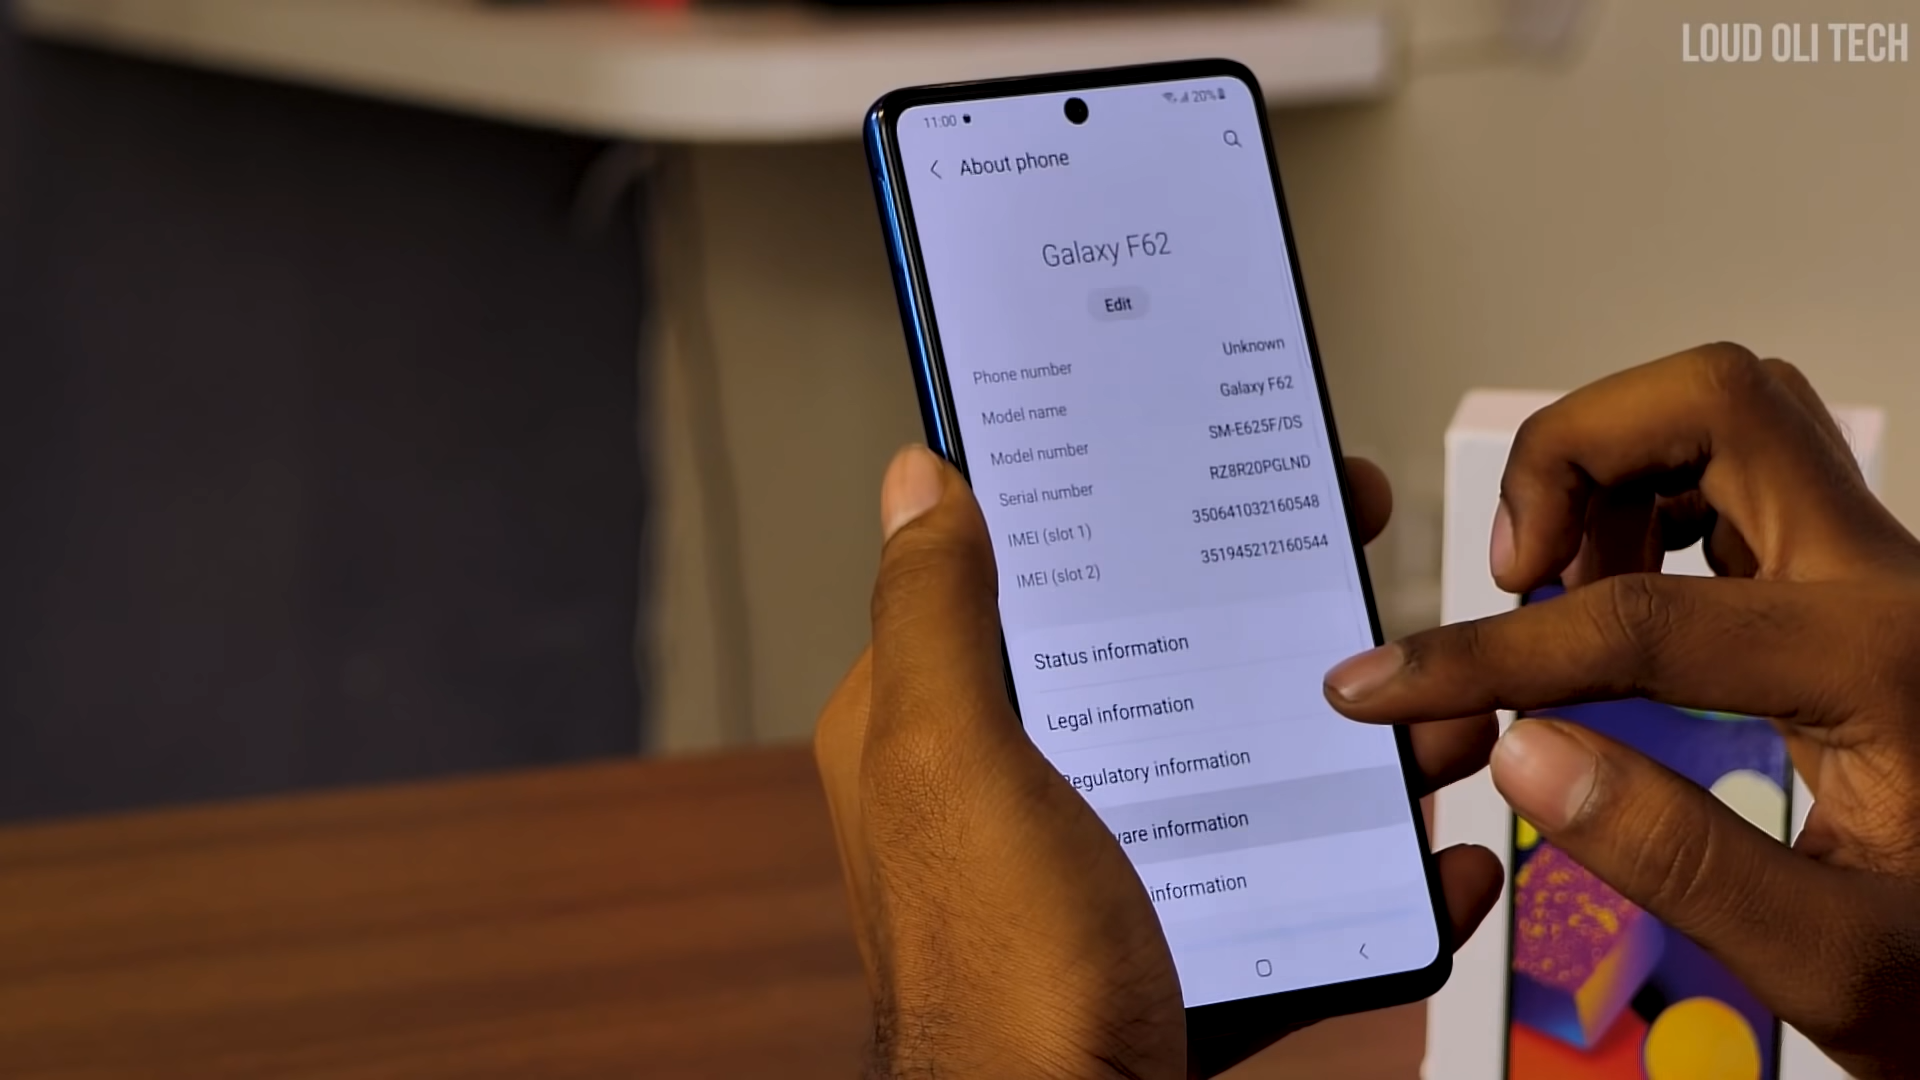 LOUD OLI TECH
11:00
20%
About phone
Galaxy F62
Edit
Phone number Unknown
Model name Galaxy F62
Model number SM-E625F/DS
Serial number RZ8R20PGLND
IMEI (slot 1) 350641032160548
IMEI (slot 2) 351945212160544
Status information
Legal information
egulatory information
ware information
information